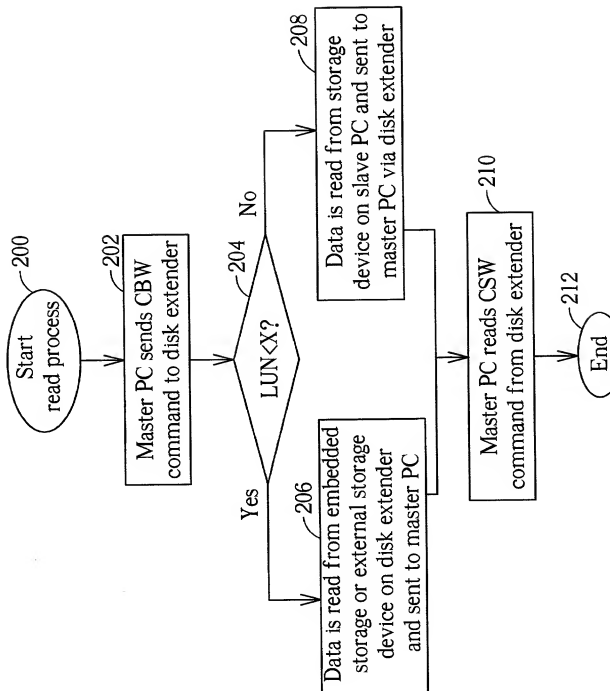 200
Start
read process
202
Master PC sends CBW
command to disk extender
204
LUN<X?
Yes
No
206
Data is read from embedded
storage or external storage
device on disk extender
and sent to master PC
208
Data is read from storage
device on slave PC and sent to
master PC via disk extender
210
Master PC reads CSW
command from disk extender
212
End